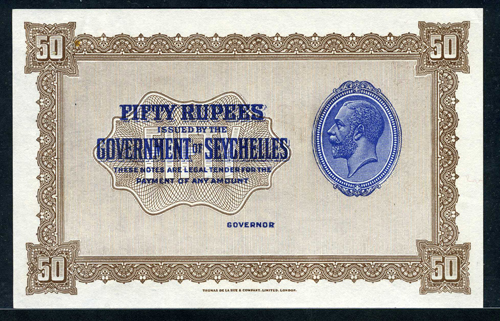 50 50
FIFTY RUPEES
ISSUED BY THE
GOVERNMENT OF SEYCHELLES
THESE NOTES ARE LEGAL TENDER FOR THE
PAYMENT OF ANY AMOUNT
FIFTY
GOVERNOR
50 50
THOMAS DE LA RUE & COMPANY, LIMITED, LONDON.